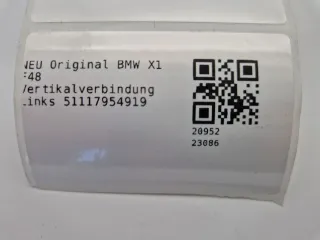 NEU Original BMW X1
F48
Vertikalverbindung
Links 51117954919
20952
23086